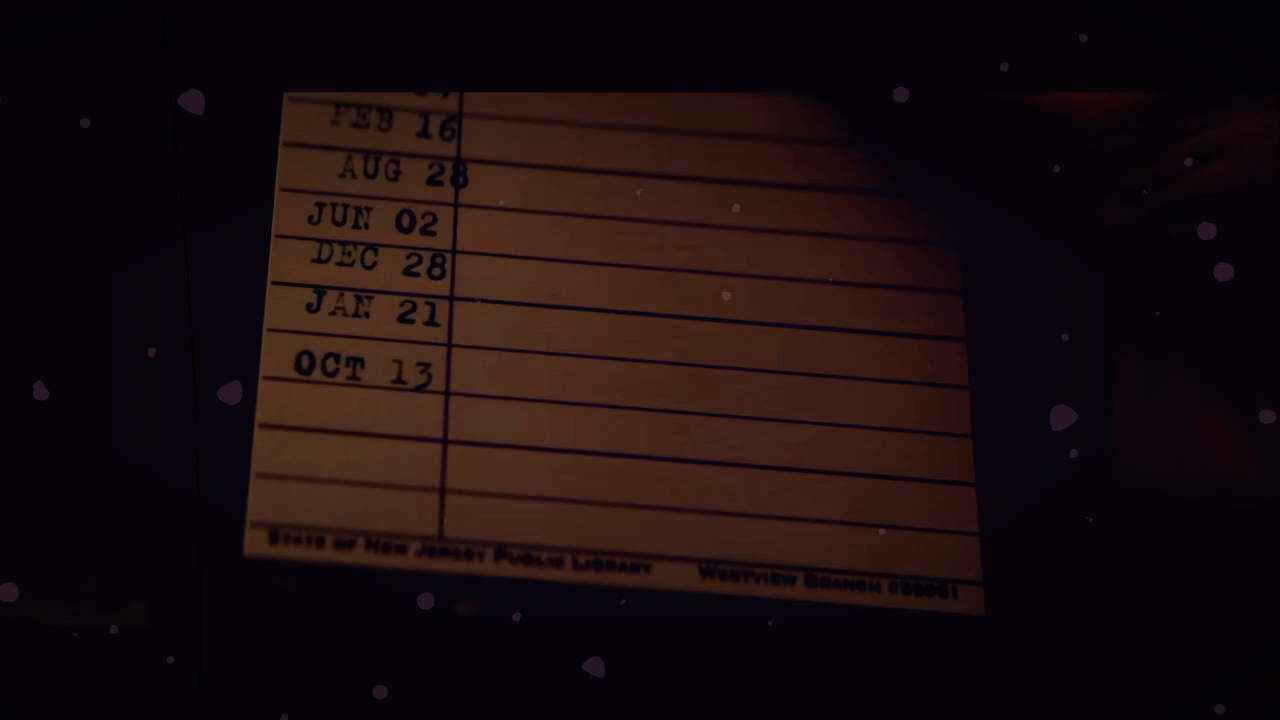 FEB 16
AUG 28
JUN 02
DEC 28
JAN 21
OCT 13
STATE OF NEW JERSEY PUBLIC LIBRARY WESTVIEW BRANCH